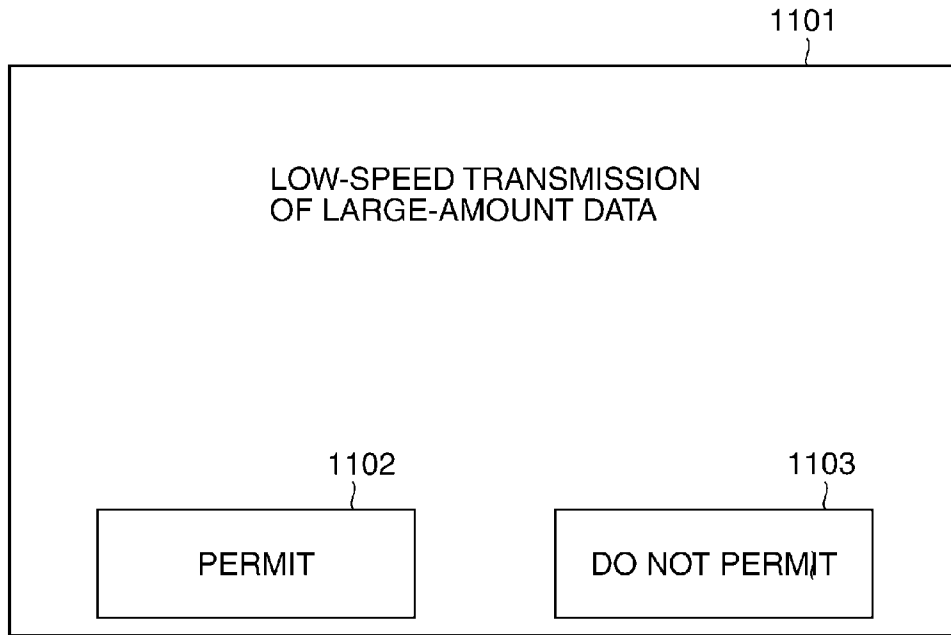 1101
LOW-SPEED TRANSMISSION
OF LARGE-AMOUNT DATA
1102
1103
PERMIT
DO NOT PERMIT